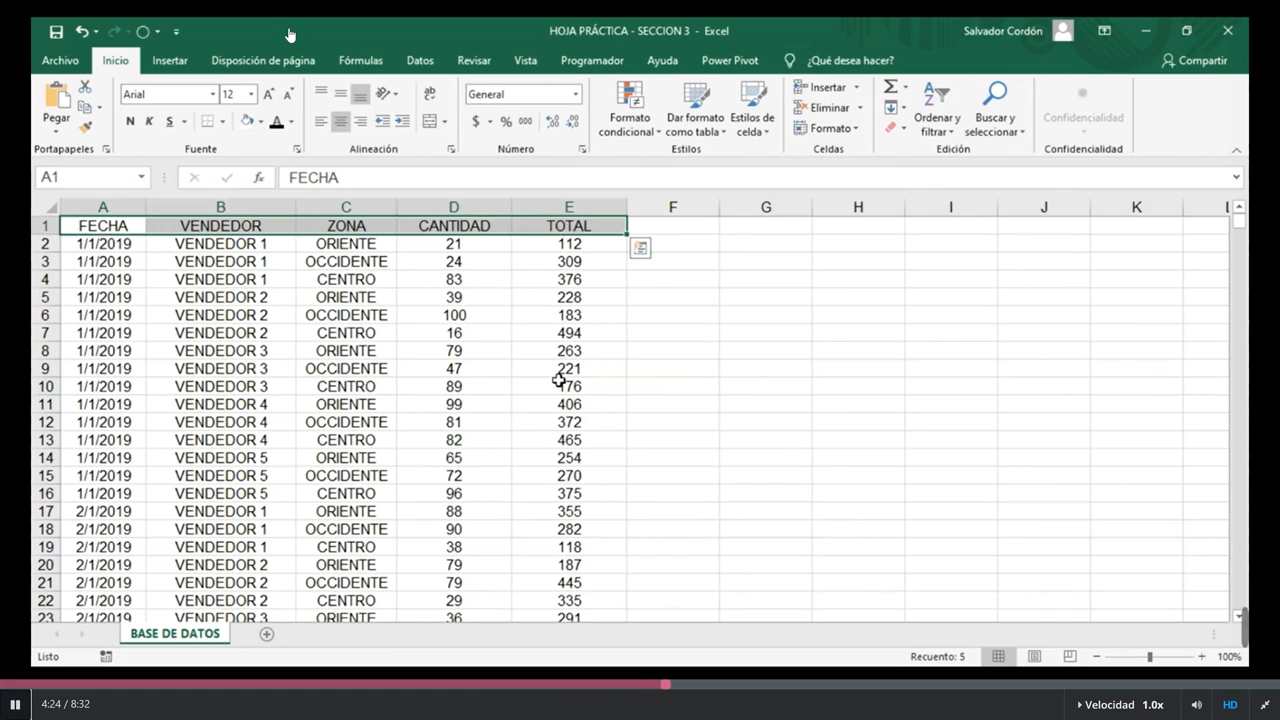 HOJA PRÁCTICA - SECCION 3 - Excel
Salvador Cordón
Archivo Inicio Insertar Disposición de página Fórmulas Datos Revisar Vista Programador Ayuda Power Pivot ¿Qué desea hacer? Compartir
Pegar
Portapapeles
Arial 12
N K S
A
Fuente
Alineación
General
$ % 000
Número
Formato condicional
Dar formato como tabla
Estilos de celda
Estilos
Insertar
Eliminar
Formato
Celdas
Ordenar y filtrar
Buscar y seleccionar
Edición
Confidencialidad
Confidencialidad
A1 fx FECHA
A B C D E F G H I J K L
1 FECHA VENDEDOR ZONA CANTIDAD TOTAL
2 1/1/2019 VENDEDOR 1 ORIENTE 21 112
3 1/1/2019 VENDEDOR 1 OCCIDENTE 24 309
4 1/1/2019 VENDEDOR 1 CENTRO 83 376
5 1/1/2019 VENDEDOR 2 ORIENTE 39 228
6 1/1/2019 VENDEDOR 2 OCCIDENTE 100 183
7 1/1/2019 VENDEDOR 2 CENTRO 16 494
8 1/1/2019 VENDEDOR 3 ORIENTE 79 263
9 1/1/2019 VENDEDOR 3 OCCIDENTE 47 221
10 1/1/2019 VENDEDOR 3 CENTRO 89 176
11 1/1/2019 VENDEDOR 4 ORIENTE 99 406
12 1/1/2019 VENDEDOR 4 OCCIDENTE 81 372
13 1/1/2019 VENDEDOR 4 CENTRO 82 465
14 1/1/2019 VENDEDOR 5 ORIENTE 65 254
15 1/1/2019 VENDEDOR 5 OCCIDENTE 72 270
16 1/1/2019 VENDEDOR 5 CENTRO 96 375
17 2/1/2019 VENDEDOR 1 ORIENTE 88 355
18 2/1/2019 VENDEDOR 1 OCCIDENTE 90 282
19 2/1/2019 VENDEDOR 1 CENTRO 38 118
20 2/1/2019 VENDEDOR 2 ORIENTE 79 187
21 2/1/2019 VENDEDOR 2 OCCIDENTE 79 445
22 2/1/2019 VENDEDOR 2 CENTRO 29 335
23 2/1/2019 VENDEDOR 3 ORIENTE 36 291
BASE DE DATOS
Listo Recuento: 5 100%
4:24 / 8:32 Velocidad 1.0x HD